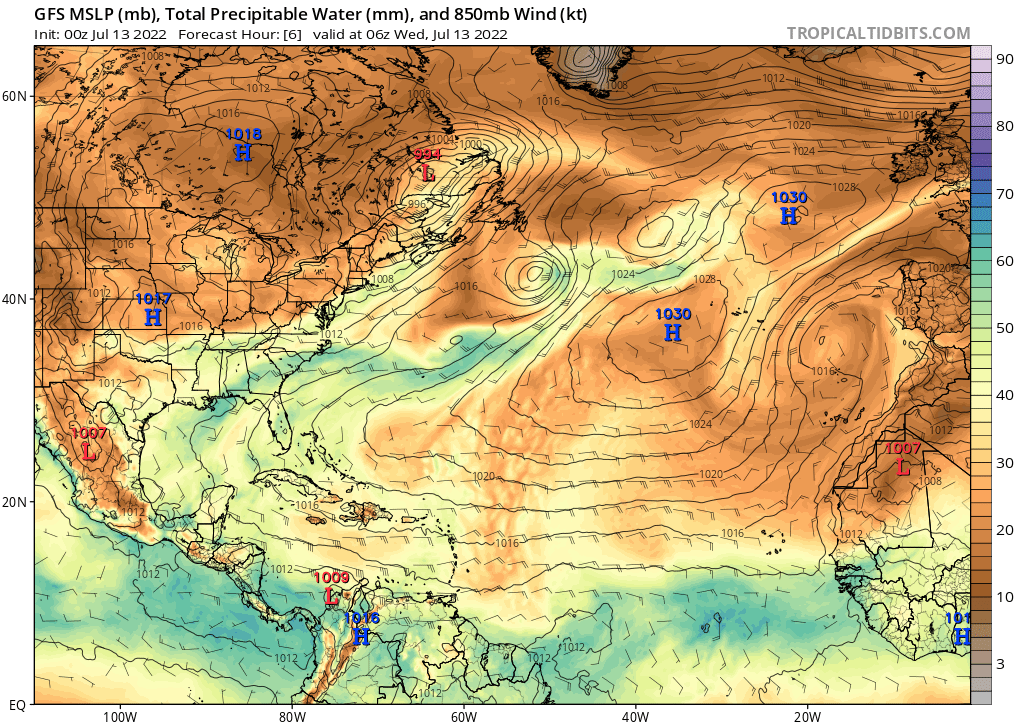 GFS MSLP (mb), Total Precipitable Water (mm), and 850mb Wind (kt)
Init: 00z Jul 13 2022 Forecast Hour: [6] valid at 06z Wed, Jul 13 2022
TROPICALTIDBITS.COM
1008
1012
1008
1016
1008
1012
90
60N
1016
1016
1020
1018
H
1004
1000
994
L
1024
80
1028
1030
H
70
996
1016
60
1008
1024
1028
1020
1016
1012
40N
1017
H
1030
H
1016
50
1016
1012
1016
1012
40
1024
1012
1007
L
1007
L
30
1020
1020
1008
20N
1012
1016
20
1016
1016
1012
1012
1012
1009
L
10
1016
H
101
H
1012
1012
1012
3
EQ
100W
80W
60W
40W
20W